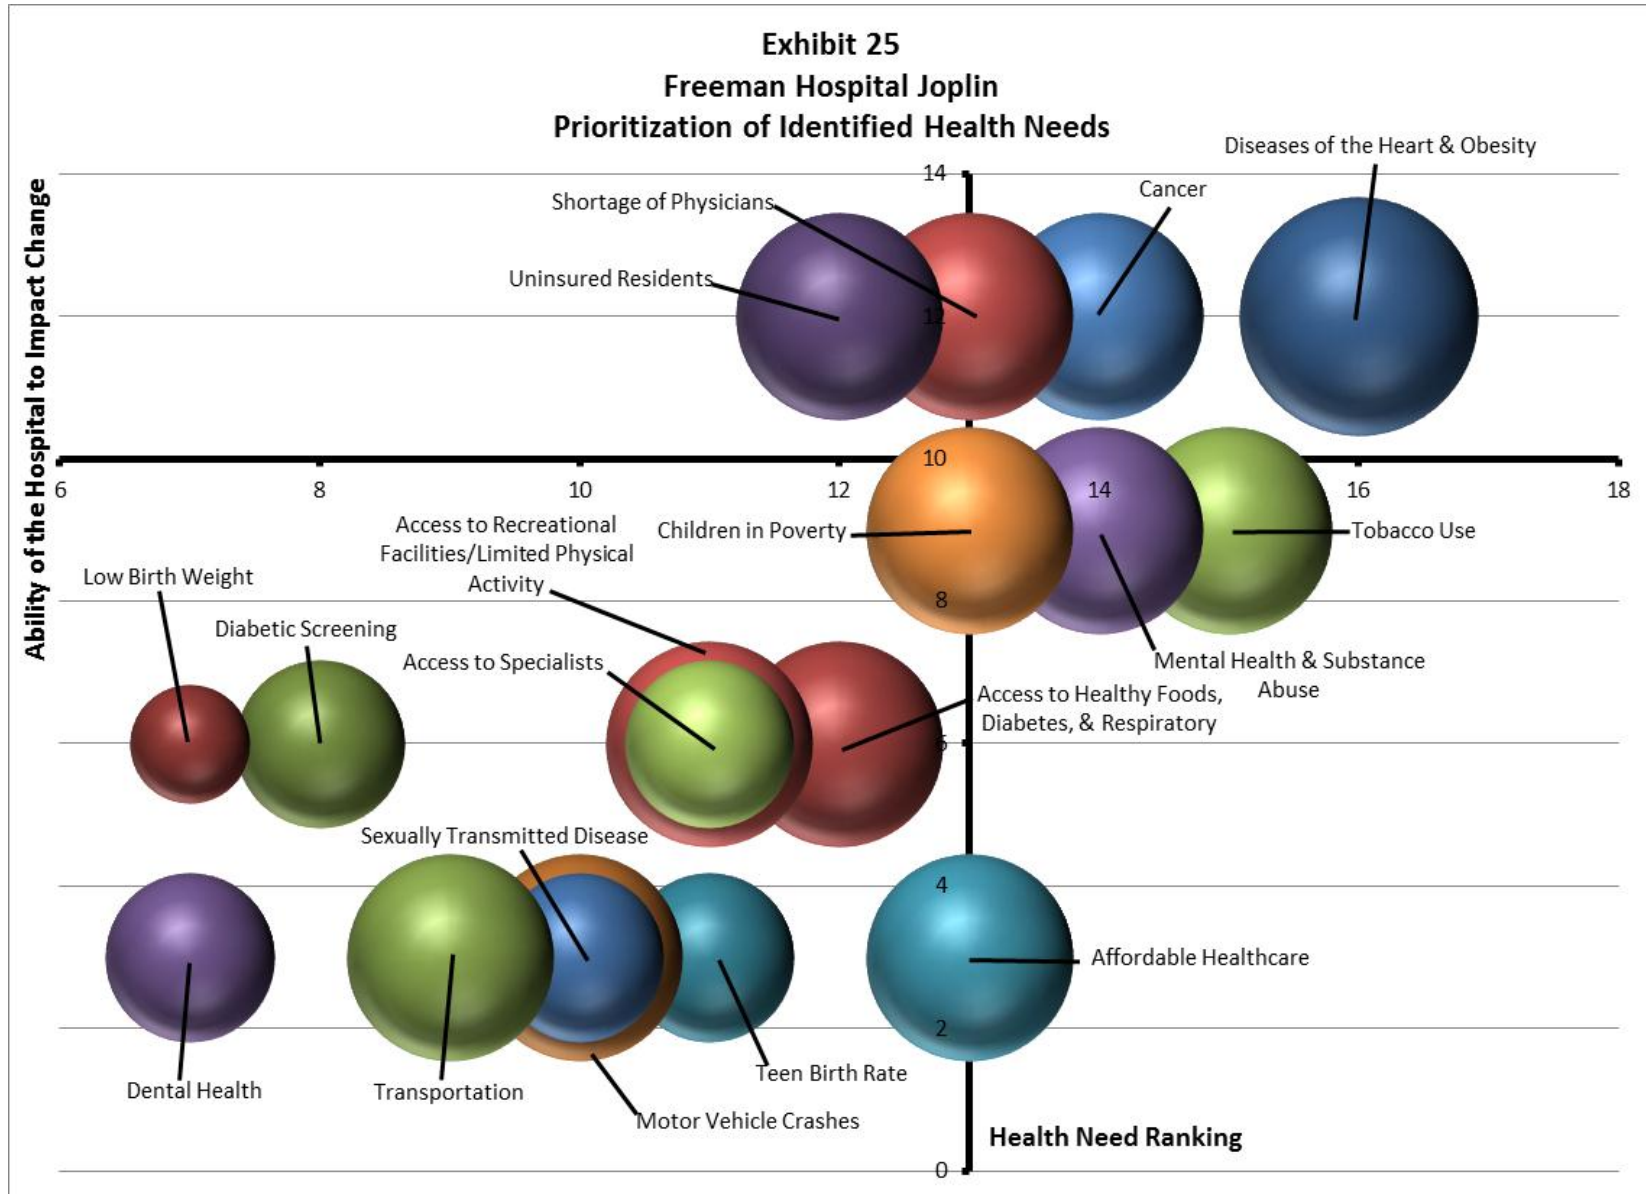 Exhibit 25
Freeman Hospital Joplin
Prioritization of Identified Health Needs
Diseases of the Heart & Obesity
14
Cancer
Shortage of Physicians
Uninsured Residents
12
Ability of the Hospital to Impact Change
10
6
8
10
12
14
16
18
Access to Recreational
Facilities/Limited Physical
Activity
Children in Poverty
Tobacco Use
Low Birth Weight
8
Diabetic Screening
Access to Specialists
Mental Health & Substance
Abuse
Access to Healthy Foods,
Diabetes, & Respiratory
6
Sexually Transmitted Disease
4
Affordable Healthcare
2
Teen Birth Rate
Dental Health
Transportation
Motor Vehicle Crashes
Health Need Ranking
0